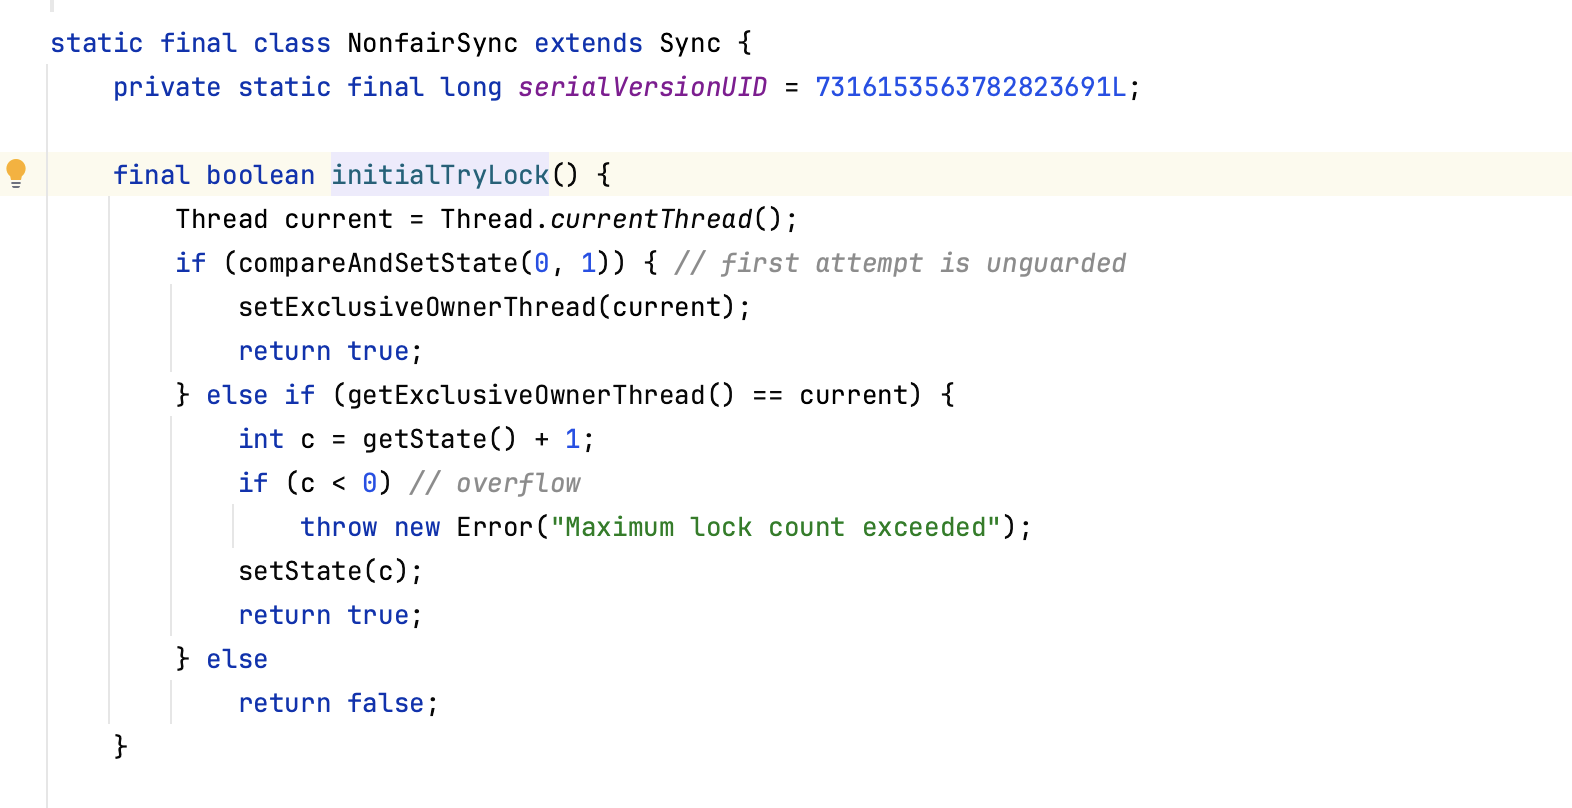 static final class NonfairSync extends Sync {
private static final long serialVersionUID = 7316153563782823691L;
final boolean initialTryLock() {
Thread current = Thread.currentThread();
if (compareAndSetState(0, 1)) { // first attempt is unguarded
setExclusiveOwnerThread(current);
return true;
} else if (getExclusiveOwnerThread() == current) {
int c = getState() + 1;
if (c < 0) // overflow
throw new Error("Maximum lock count exceeded");
setState(c);
return true;
} else
return false;
}